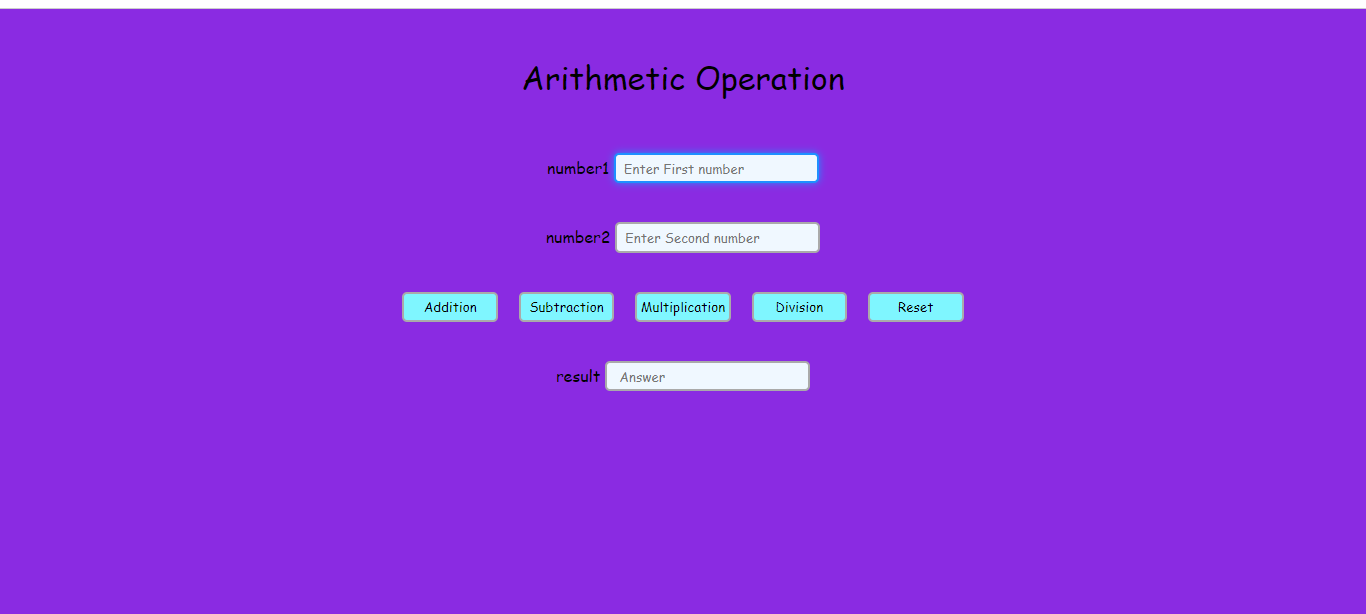 Arithmetic Operation
number1 Enter First number
number2 Enter Second number
Addition Subtraction Multiplication Division Reset
result Answer